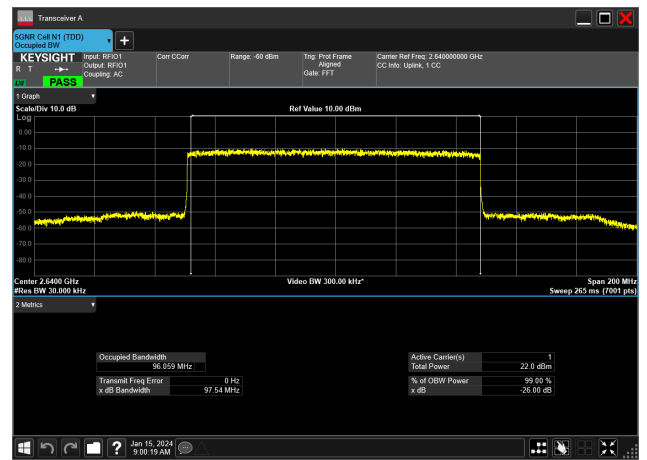 Transceiver A
5GNR Cell N1 (TDD)
Occupied BW
KEYSIGHT
R T
LW
PASS
Input: RFIO1
Output: RFIO1
Coupling: AC
Corr CCorr
Range: -60 dBm
Trig: Prot Frame
Aligned
Gate: FFT
Carrier Ref Freq: 2.640000000 GHz
CC Info: Uplink, 1 CC
1 Graph
Scale/Div 10.0 dB
Ref Value 10.00 dBm
Log
0.00
-10.0
-20.0
-30.0
-40.0
-50.0
-60.0
-70.0
-80.0
Center 2.6400 GHz
Video BW 300.00 kHz*
Span 200 MHz
#Res BW 30.000 kHz
Sweep 265 ms (7001 pts)
2 Metrics
Occupied Bandwidth
96.059 MHz
Transmit Freq Error 0 Hz
x dB Bandwidth 97.54 MHz
Active Carrier(s) 1
Total Power 22.0 dBm
% of OBW Power 99.00 %
x dB -26.00 dB
?
Jan 15, 2024
9:00:19 AM